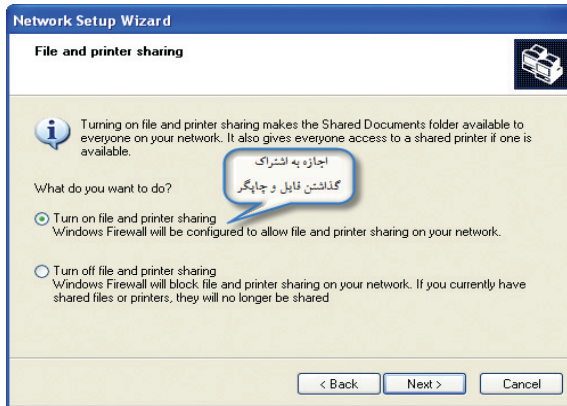 Network Setup Wizard
File and printer sharing
Turning on file and printer sharing makes the Shared Documents folder available to
everyone on your network. It also gives everyone access to a shared printer if one is
available.
اجازه به اشتراک
گذاشتن فایل و چاپگر
What do you want to do?
Turn on file and printer sharing
Windows Firewall will be configured to allow file and printer sharing on your network.
Turn off file and printer sharing
Windows Firewall will block file and printer sharing on your network. If you currently have
shared files or printers, they will no longer be shared
< Back
Next >
Cancel